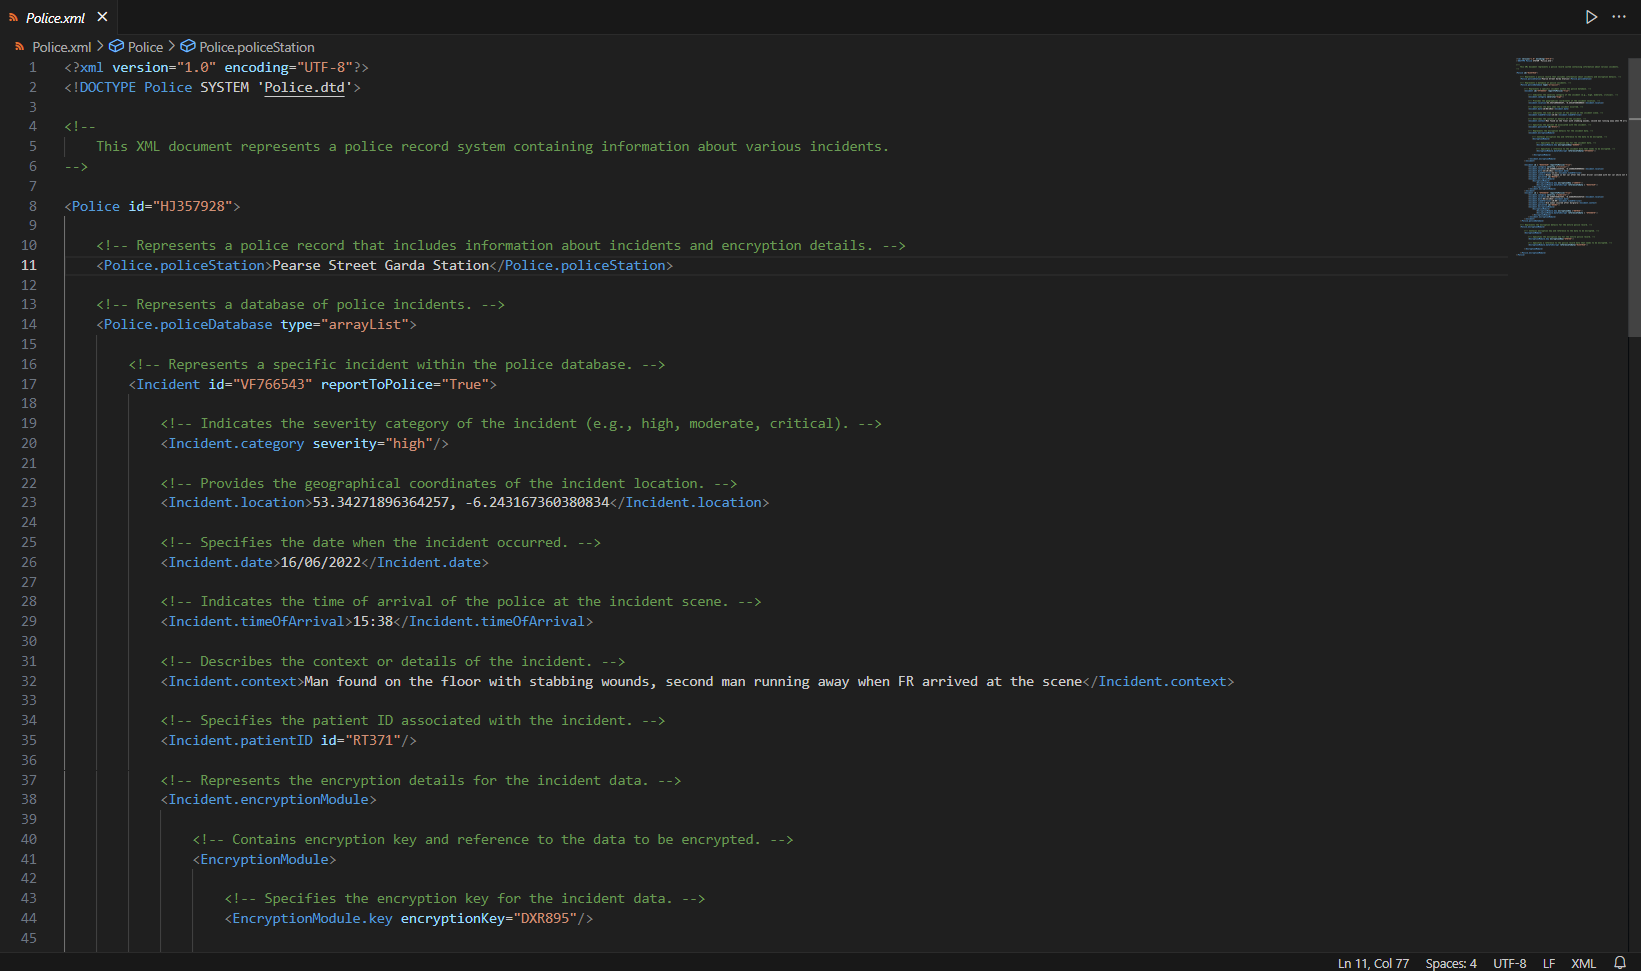 Police.xml
Police.xml > Police > Police.policeStation
1 <?xml version="1.0" encoding="UTF-8"?>
2 <!DOCTYPE Police SYSTEM 'Police.dtd'>
3
4 <!--
5 This XML document represents a police record system containing information about various incidents.
6 -->
7
8 <Police id="HJ357928">
9
10 <!-- Represents a police record that includes information about incidents and encryption details. -->
11 <Police.policeStation>Pearse Street Garda Station</Police.policeStation>
12
13 <!-- Represents a database of police incidents. -->
14 <Police.policeDatabase type="arrayList">
15
16 <!-- Represents a specific incident within the police database. -->
17 <Incident id="VF766543" reportToPolice="True">
18
19 <!-- Indicates the severity category of the incident (e.g., high, moderate, critical). -->
20 <Incident.category severity="high"/>
21
22 <!-- Provides the geographical coordinates of the incident location. -->
23 <Incident.location>53.34271896364257, -6.243167360380834</Incident.location>
24
25 <!-- Specifies the date when the incident occurred. -->
26 <Incident.date>16/06/2022</Incident.date>
27
28 <!-- Indicates the time of arrival of the police at the incident scene. -->
29 <Incident.timeOfArrival>15:38</Incident.timeOfArrival>
30
31 <!-- Describes the context or details of the incident. -->
32 <Incident.context>Man found on the floor with stabbing wounds, second man running away when FR arrived at the scene</Incident.context>
33
34 <!-- Specifies the patient ID associated with the incident. -->
35 <Incident.patientID id="RT371"/>
36
37 <!-- Represents the encryption details for the incident data. -->
38 <Incident.encryptionModule>
39
40 <!-- Contains encryption key and reference to the data to be encrypted. -->
41 <EncryptionModule>
42
43 <!-- Specifies the encryption key for the incident data. -->
44 <EncryptionModule.key encryptionKey="DXR895"/>
45
Ln 11, Col 77 Spaces: 4 UTF-8 LF XML